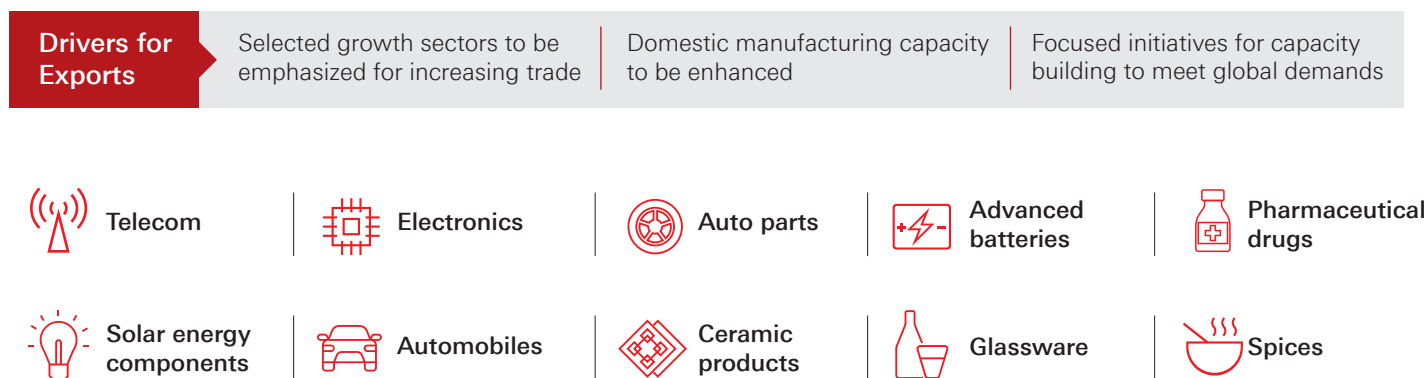 Drivers for
Exports
Selected growth sectors to be
emphasized for increasing trade
Domestic manufacturing capacity
to be enhanced
Focused initiatives for capacity
building to meet global demands
Telecom
Electronics
Auto parts
Advanced
batteries
Pharmaceutical
drugs
Solar energy
components
Automobiles
Ceramic
products
Glassware
Spices